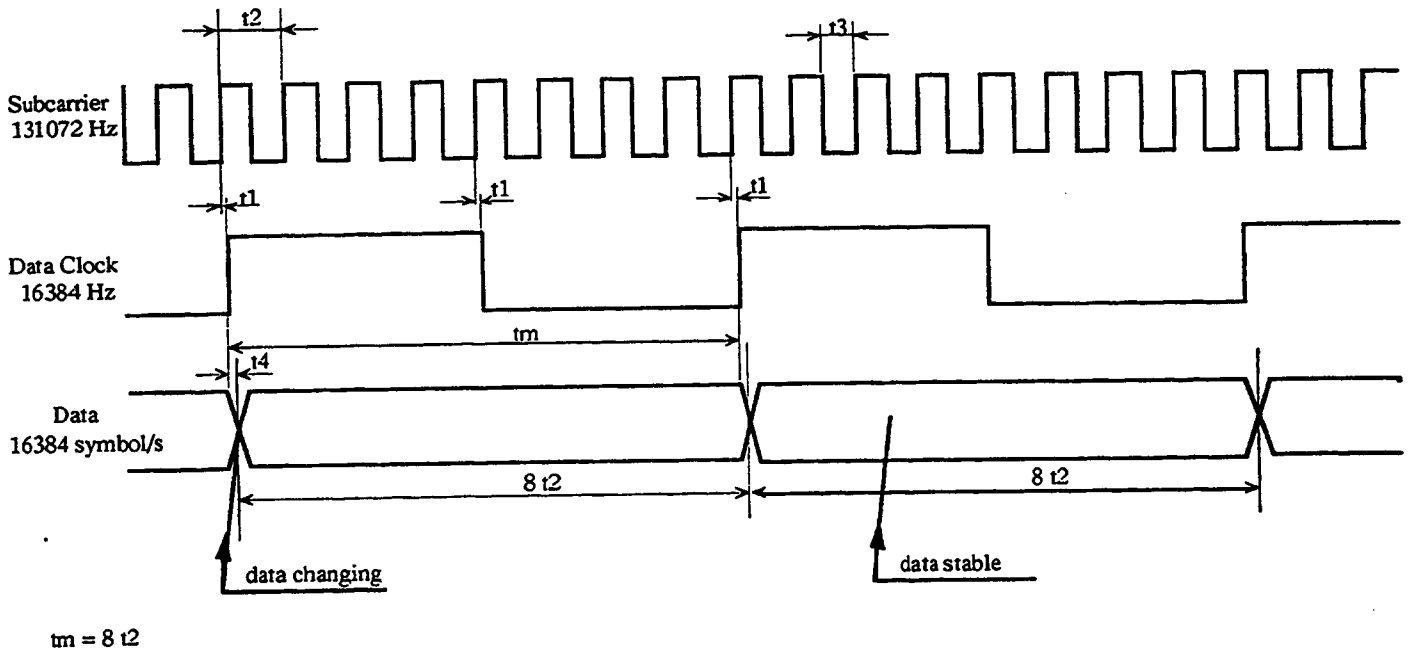 t2
t3
Subcarrier
131072 Hz
t1
t1
t1
Data Clock
16384 Hz
tm
t4
Data
16384 symbol/s
8 t2
8 t2
data changing
data stable
tm = 8 t2